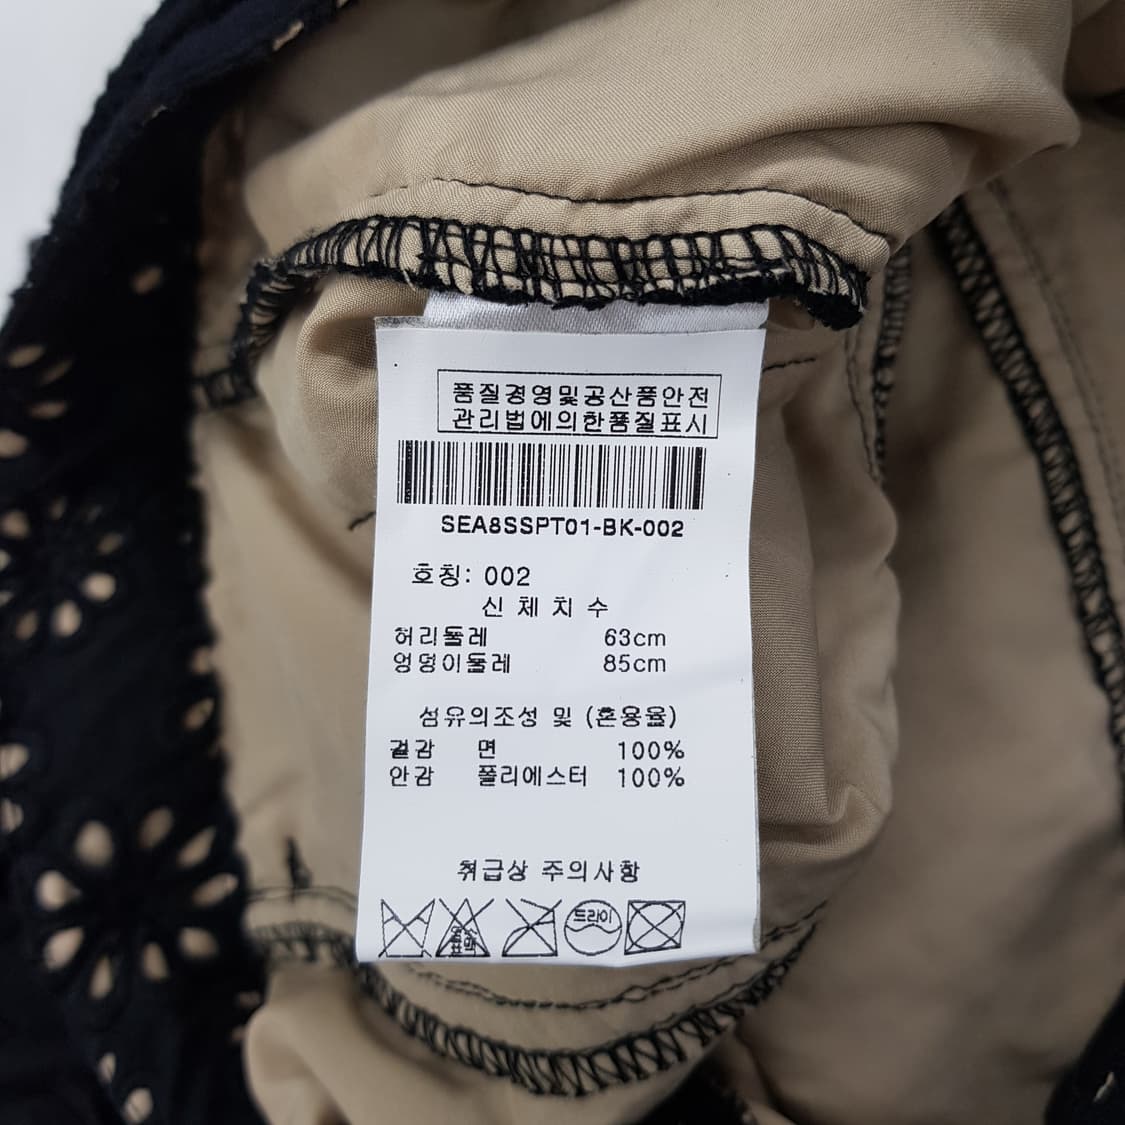 품질경영및공산품안전
관리법에의한품질표시
SEA8SSPT01-BK-002
호칭: 002
신 체 치 수
허리둘레 63cm
엉덩이둘레 85cm
섬유의조성 및 (혼용율)
겉감 면 100%
안감 폴리에스터 100%
취급상 주의사항
드라이